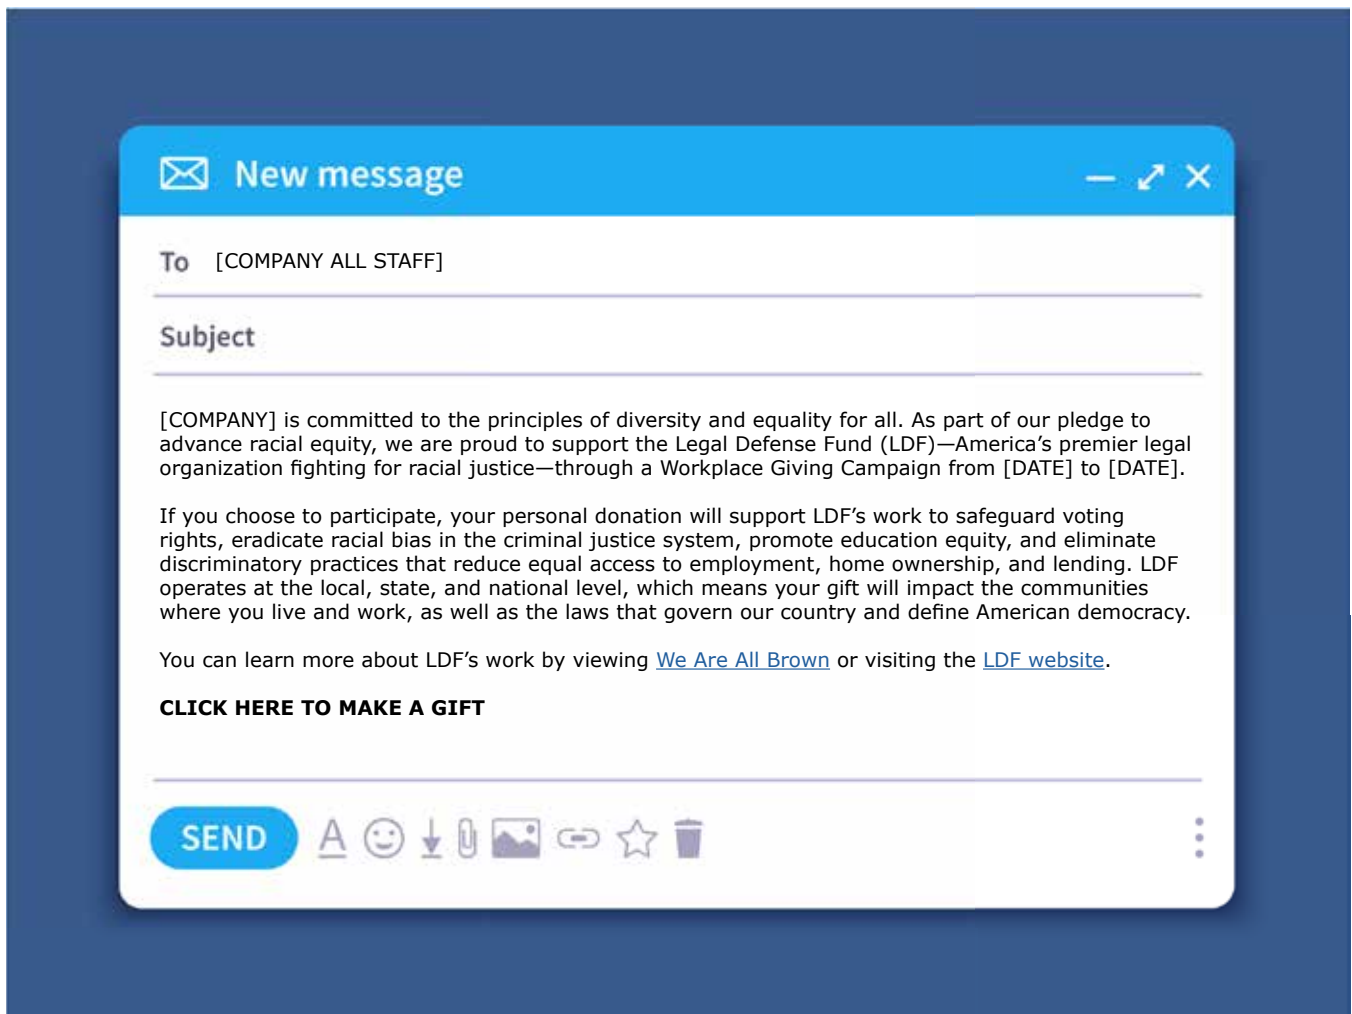 New message
To [COMPANY ALL STAFF]
Subject
[COMPANY] is committed to the principles of diversity and equality for all. As part of our pledge to
advance racial equity, we are proud to support the Legal Defense Fund (LDF)—America’s premier legal
organization fighting for racial justice—through a Workplace Giving Campaign from [DATE] to [DATE].
If you choose to participate, your personal donation will support LDF’s work to safeguard voting
rights, eradicate racial bias in the criminal justice system, promote education equity, and eliminate
discriminatory practices that reduce equal access to employment, home ownership, and lending. LDF
operates at the local, state, and national level, which means your gift will impact the communities
where you live and work, as well as the laws that govern our country and define American democracy.
You can learn more about LDF’s work by viewing We Are All Brown or visiting the LDF website.
CLICK HERE TO MAKE A GIFT
SEND A